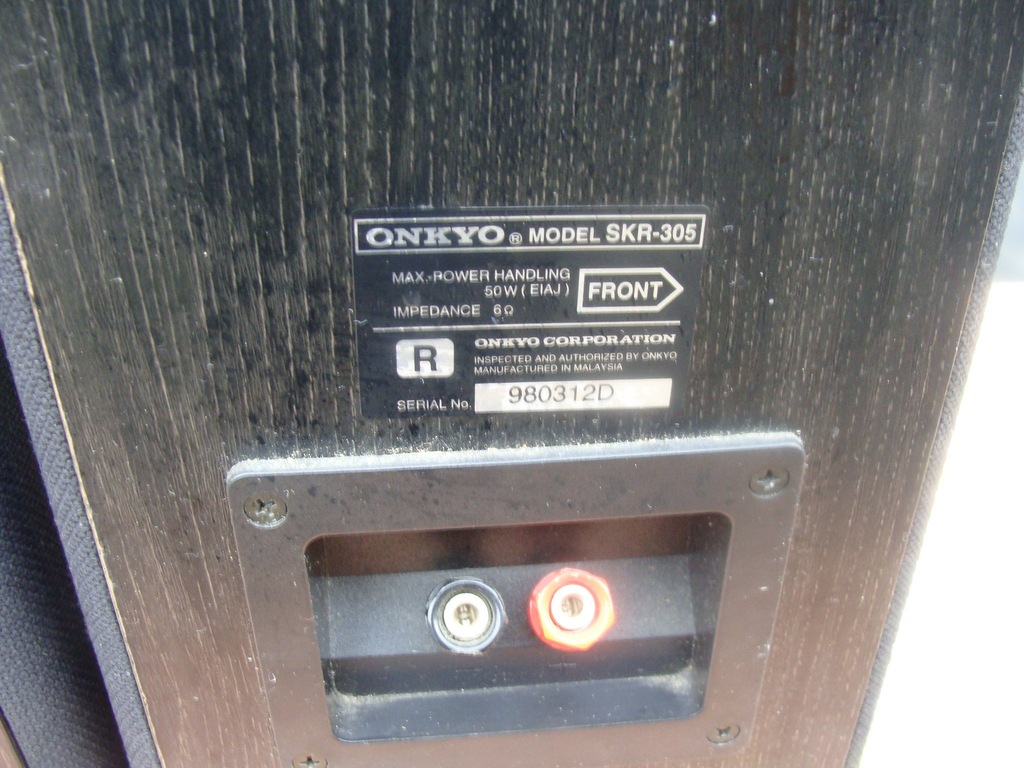 ONKYO® MODEL SKR-305
MAX. POWER HANDLING
50W (EIAJ)
IMPEDANCE 6Ω
FRONT
R
ONKYO CORPORATION
INSPECTED AND AUTHORIZED BY ONKYO
MANUFACTURED IN MALAYSIA
SERIAL No. 980312D